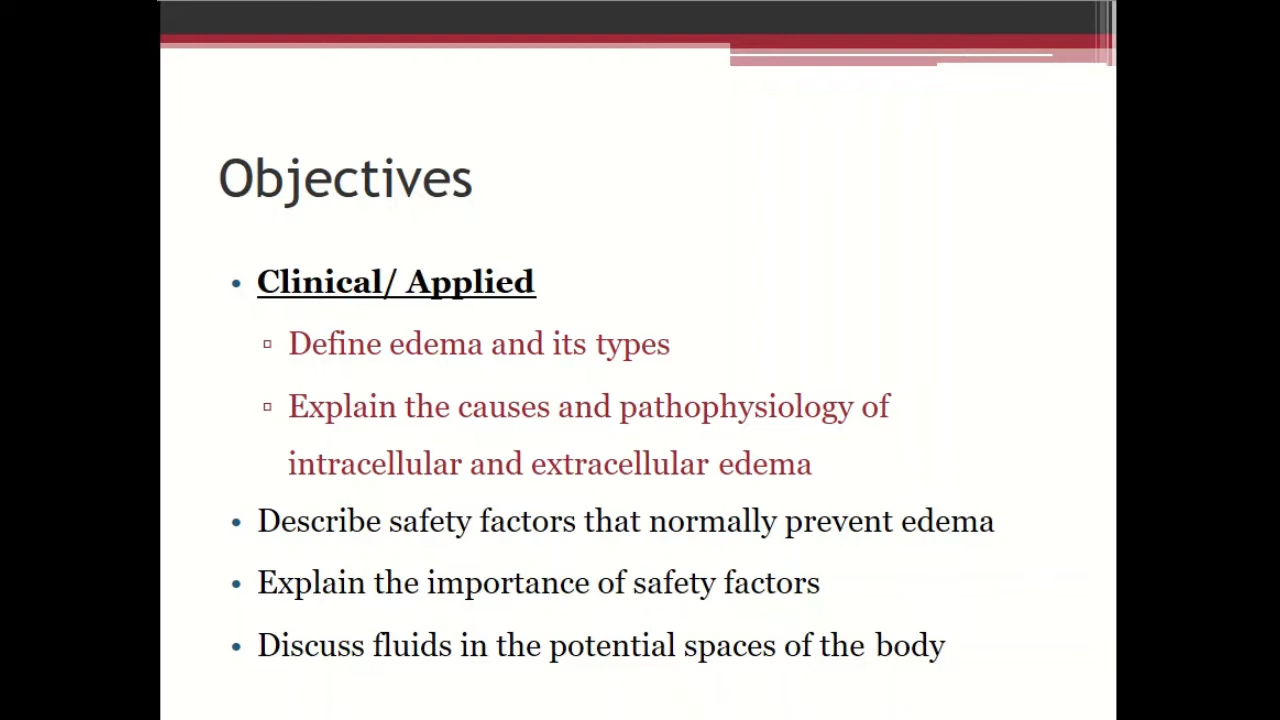 Objectives
• Clinical/ Applied
▫ Define edema and its types
▫ Explain the causes and pathophysiology of
intracellular and extracellular edema
• Describe safety factors that normally prevent edema
• Explain the importance of safety factors
• Discuss fluids in the potential spaces of the body